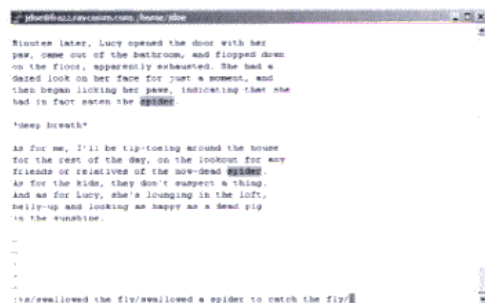 Minutes later, Lucy opened the door with her
paw, came out of the bathroom, and flopped down
on the floor, apparently exhausted. She had a
dazed look on her face for just a moment, and
then began licking her paws, indicating that she
had in fact eaten the spider.
*deep breath*
As for me, I'll be tip-toeing around the house
for the rest of the day, on the lookout for any
friends or relatives of the now-dead spider.
As for the kids, they don't suspect a thing.
And as for Lucy, she's lounging in the loft,
belly-up and looking as happy as a dead pig
in the sunshine.
~
~
~
~
:%s/swallowed the fly/swallowed a spider to catch the fly/